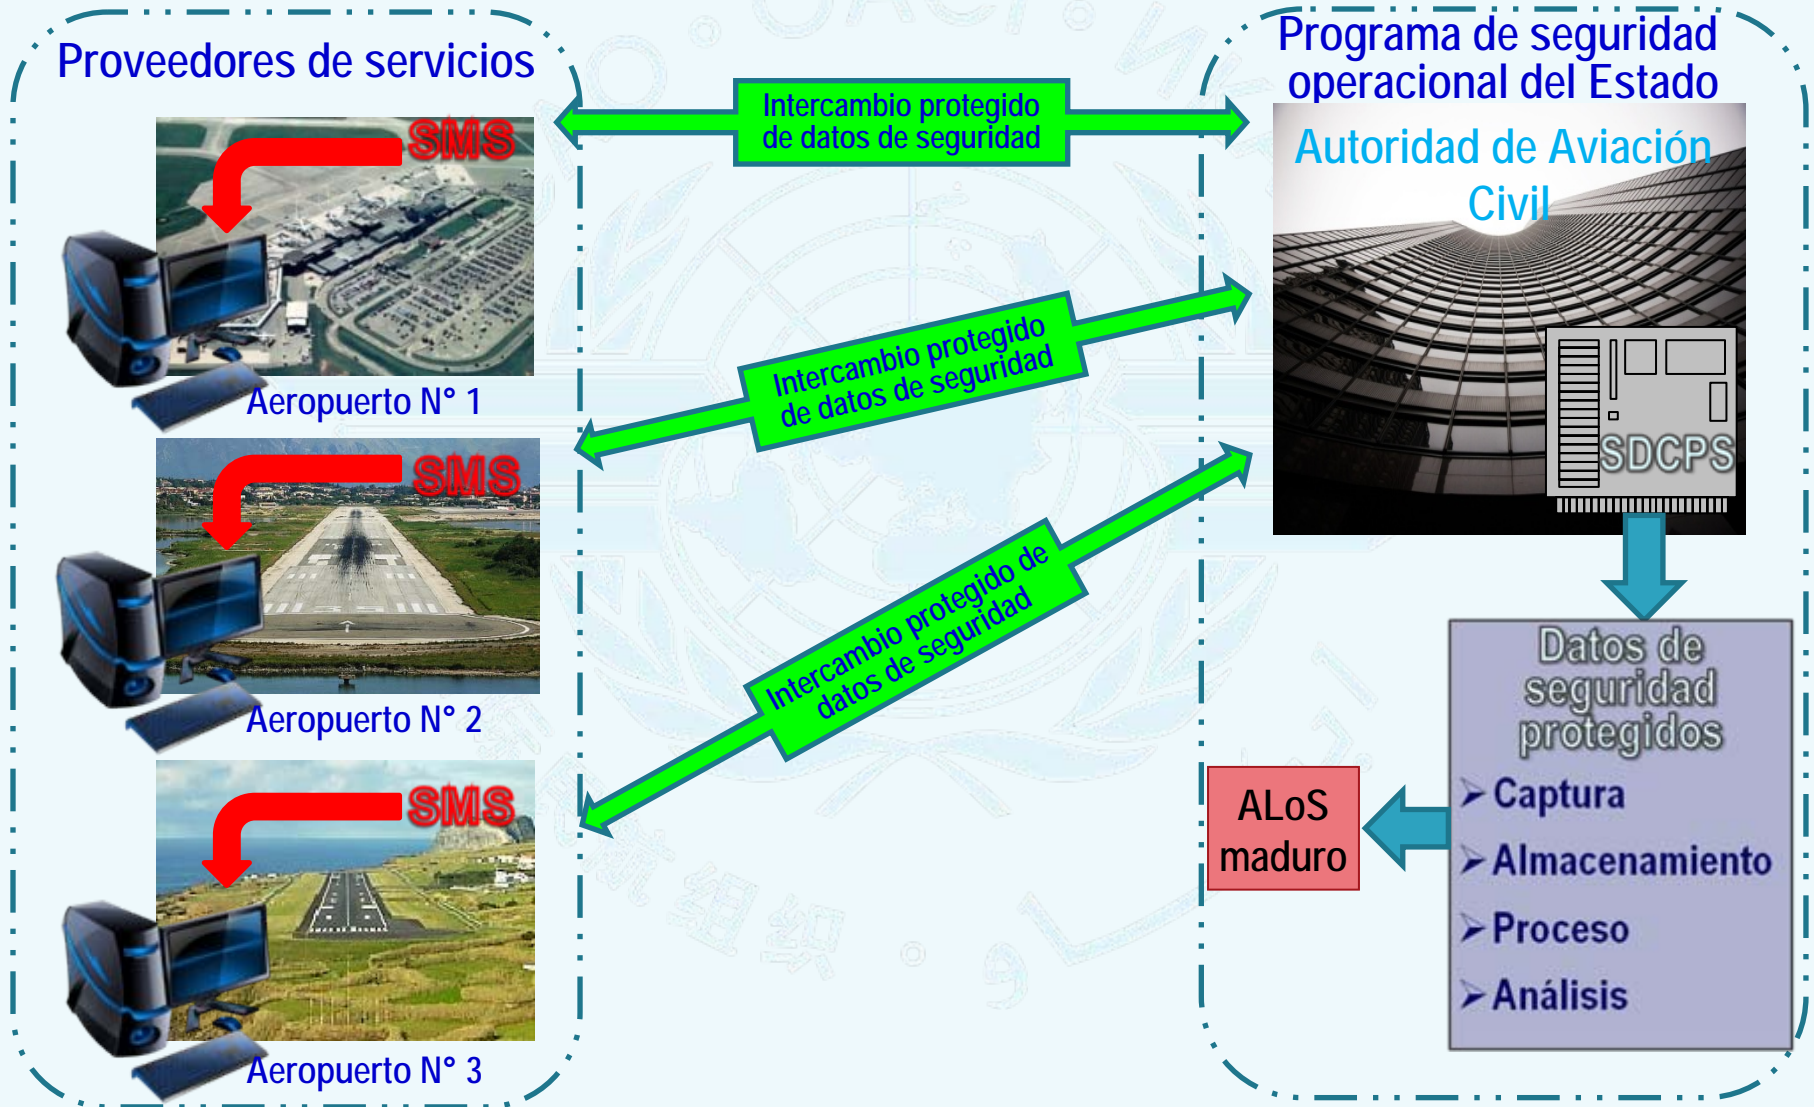 Proveedores de servicios
SMS
Aeropuerto N° 1
SMS
Aeropuerto N° 2
SMS
Aeropuerto N° 3
Intercambio protegido
de datos de seguridad
Intercambio protegido
de datos de seguridad
Intercambio protegido de
datos de seguridad
Programa de seguridad
operacional del Estado
Autoridad de Aviación
Civil
SDCPS
Datos de
seguridad
protegidos
➢ Captura
➢ Almacenamiento
➢ Proceso
➢ Análisis
ALoS
maduro